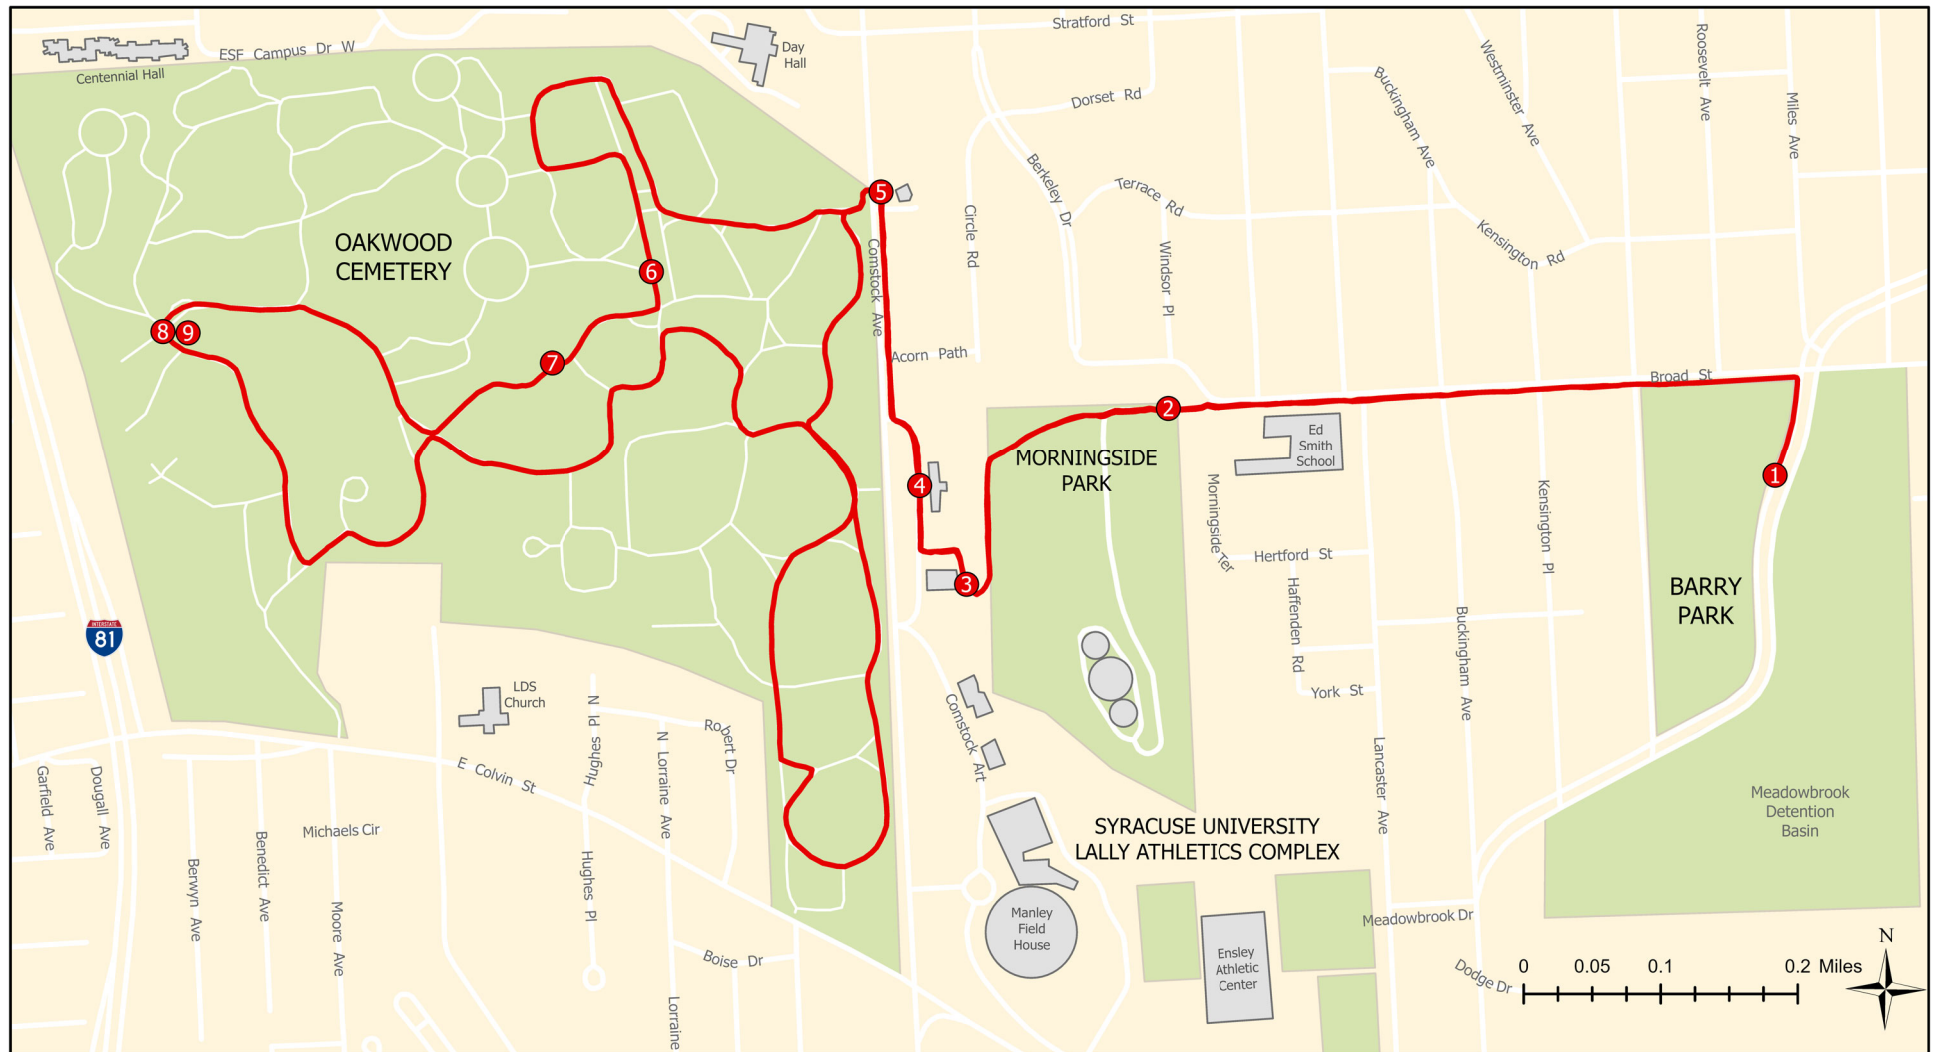 Stratford St
Day
Hall
ESF Campus Dr W
Centennial Hall
Roosevelt Ave
Westminster Ave
Buckingham Ave
Miles Ave
Dorset Rd
Berkeley Dr
Terrace Rd
5
Circle Rd
Comstock Ave
Windsor Pl
Kensington Rd
OAKWOOD
CEMETERY
6
8
9
7
Acorn Path
Broad St
2
Ed
Smith
School
MORNINGSIDE
PARK
1
4
Morningside Ter
Kensington Pl
Hertford St
3
Haffenden Rd
BARRY
PARK
INTERSTATE
81
Buckingham Ave
York St
LDS
Church
N Hughes Pl
N Lorraine Ave
Robert Dr
Comstock Art
Lancaster Ave
E Colvin St
Garfield Ave
Dougall Ave
Michaels Cir
Benedict Ave
Berwyn Ave
Moore Ave
Hughes Pl
Meadowbrook
Detention
Basin
SYRACUSE UNIVERSITY
LALLY ATHLETICS COMPLEX
Manley
Field
House
Meadowbrook Dr
Ensley
Athletic
Center
Boise Dr
Dodge Dr
Lorraine
N
0 0.05 0.1 0.2 Miles